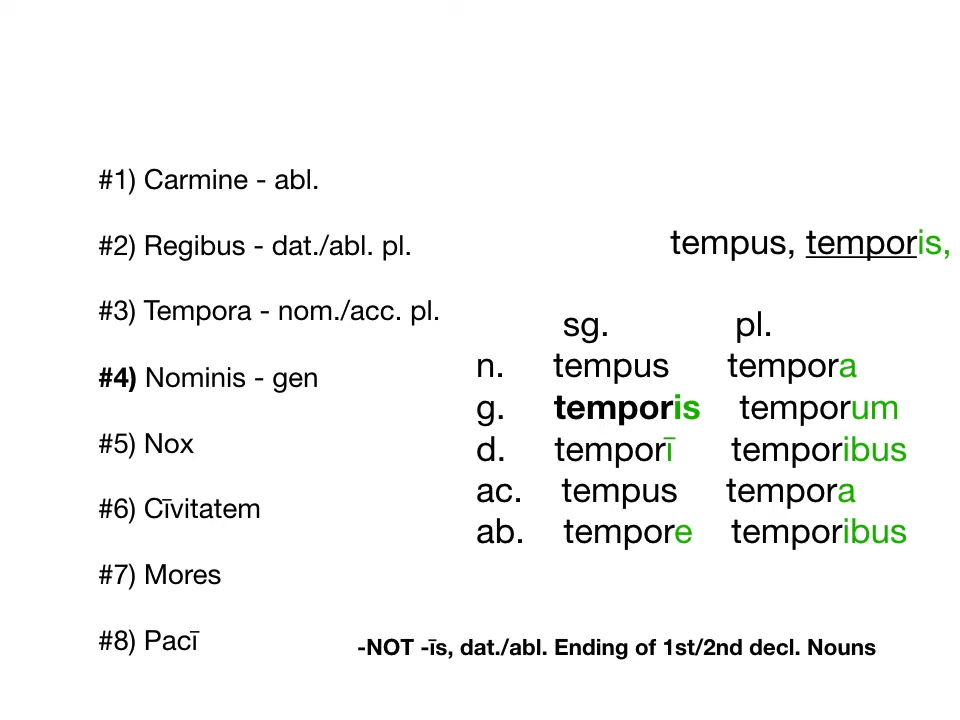 #1) Carmine - abl.
#2) Regibus - dat./abl. pl.
tempus, temporis,
#3) Tempora - nom./acc. pl.
sg. pl.
n. tempus tempora
#4) Nominis - gen
g. temporis temporum
#5) Nox
d. temporī temporibus
ac. tempus tempora
#6) Cīvitatem
ab. tempore temporibus
#7) Mores
#8) Pacī
-NOT -īs, dat./abl. Ending of 1st/2nd decl. Nouns